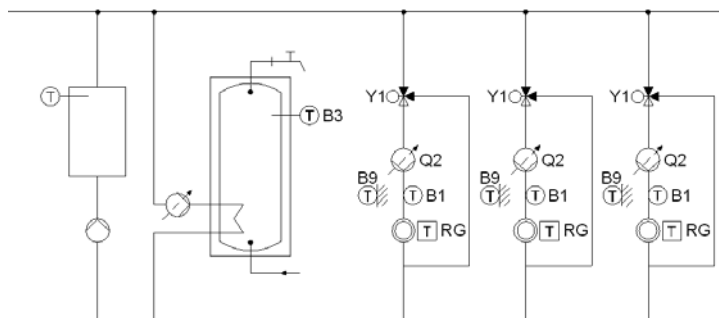 T
T B3
Y1 Y1 Y1
Q2 Q2 Q2
B9 B9 B9
T T B1 T T B1 T T B1
T RG T RG T RG